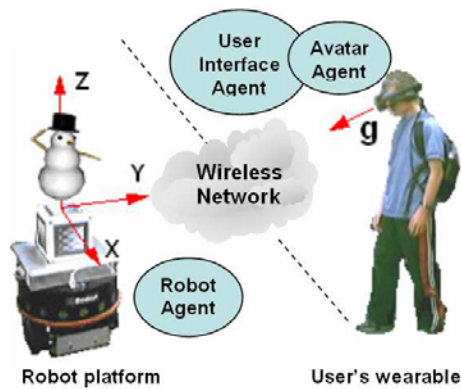 User
Interface
Agent
Avatar
Agent
Z
g
Y
Wireless
Network
X
Robot
Agent
Robot platform
User's wearable